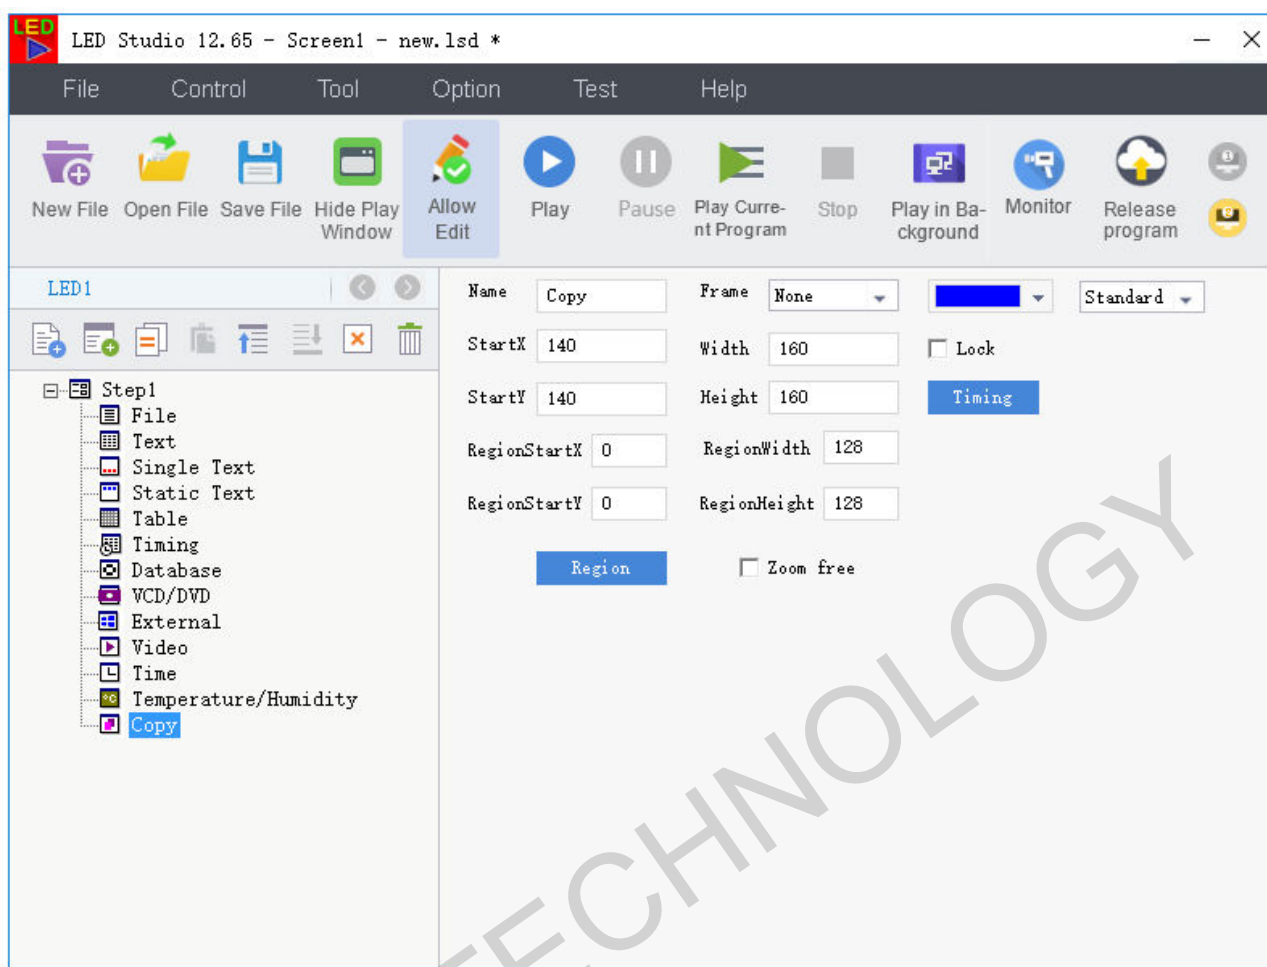 LED
LED Studio 12.65 - Screen1 - new.lsd *
File Control Tool Option Test Help
New File Open File Save File Hide Play Window Allow Edit Play Pause Play Curre-nt Program Stop Play in Ba-ckground Monitor Release program
LED1
Name Copy Frame None Standard
StartX 140 Width 160 Lock
StartY 140 Height 160 Timing
RegionStartX 0 RegionWidth 128
RegionStartY 0 RegionHeight 128
Region Zoom free
Step1
File
Text
Single Text
Static Text
Table
Timing
Database
VCD/DVD
External
Video
Time
Temperature/Humidity
Copy
TECHNOLOGY